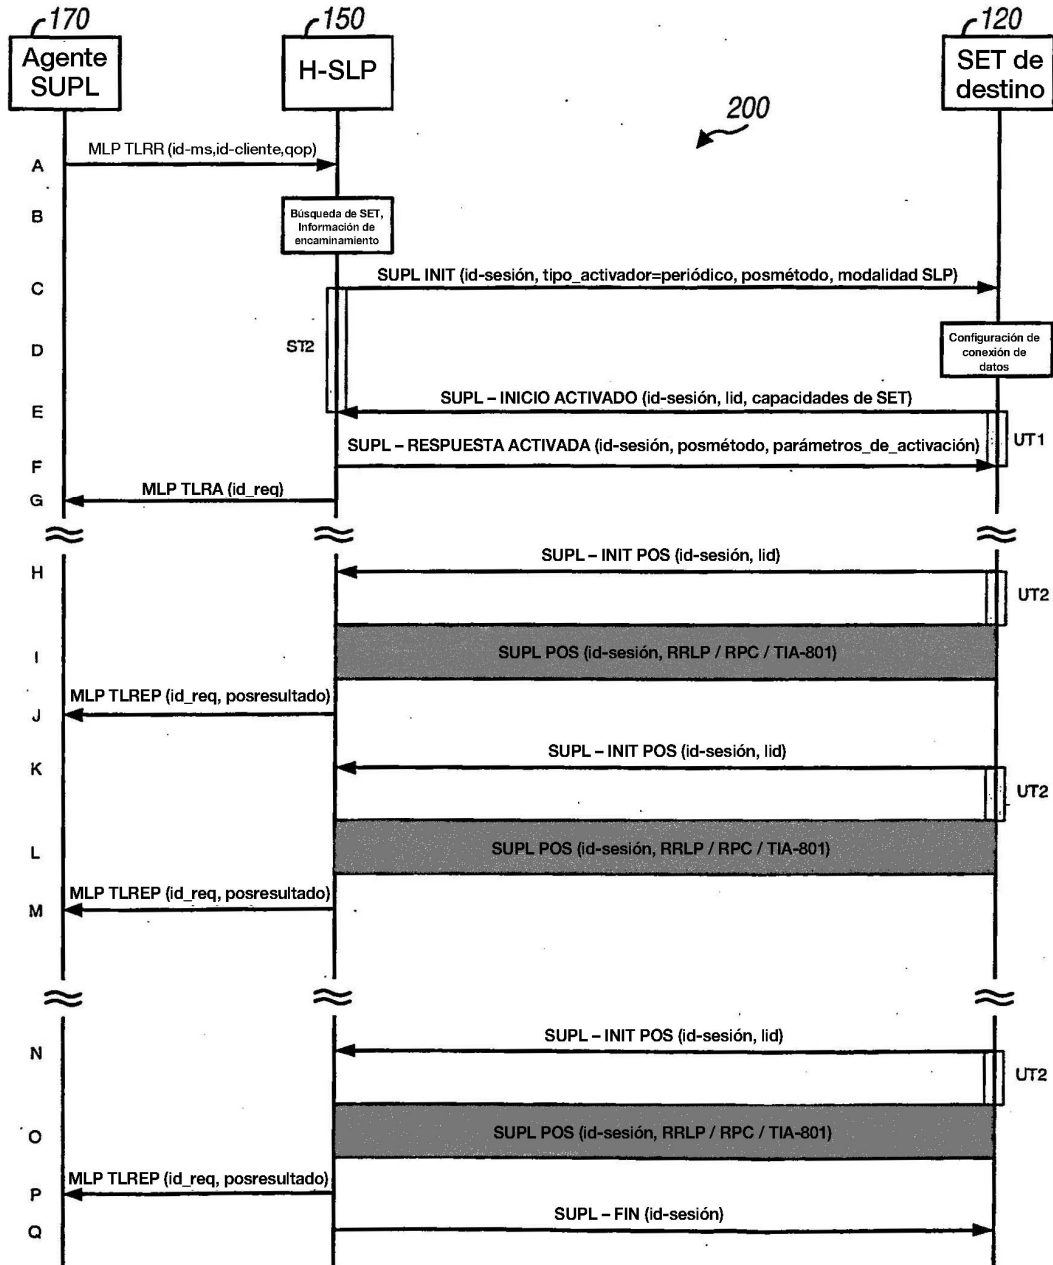 170
150
120
Agente
SUPL
H-SLP
SET de
destino
200
A
MLP TLRR (id-ms,id-cliente,qop)
B
Búsqueda de SET,
Información de
encaminamiento
C
SUPL INIT (id-sesión, tipo_activador=periódico, posmétodo, modalidad SLP)
D
ST2
Configuración de
conexión de
datos
E
SUPL – INICIO ACTIVADO (id-sesión, lid, capacidades de SET)
UT1
F
SUPL – RESPUESTA ACTIVADA (id-sesión, posmétodo, parámetros_de_activación)
G
MLP TLRA (id_req)
H
SUPL – INIT POS (id-sesión, lid)
UT2
I
SUPL POS (id-sesión, RRLP / RPC / TIA-801)
J
MLP TLREP (id_req, posresultado)
K
SUPL – INIT POS (id-sesión, lid)
UT2
L
SUPL POS (id-sesión, RRLP / RPC / TIA-801)
M
MLP TLREP (id_req, posresultado)
N
SUPL – INIT POS (id-sesión, lid)
UT2
O
SUPL POS (id-sesión, RRLP / RPC / TIA-801)
P
MLP TLREP (id_req, posresultado)
Q
SUPL – FIN (id-sesión)